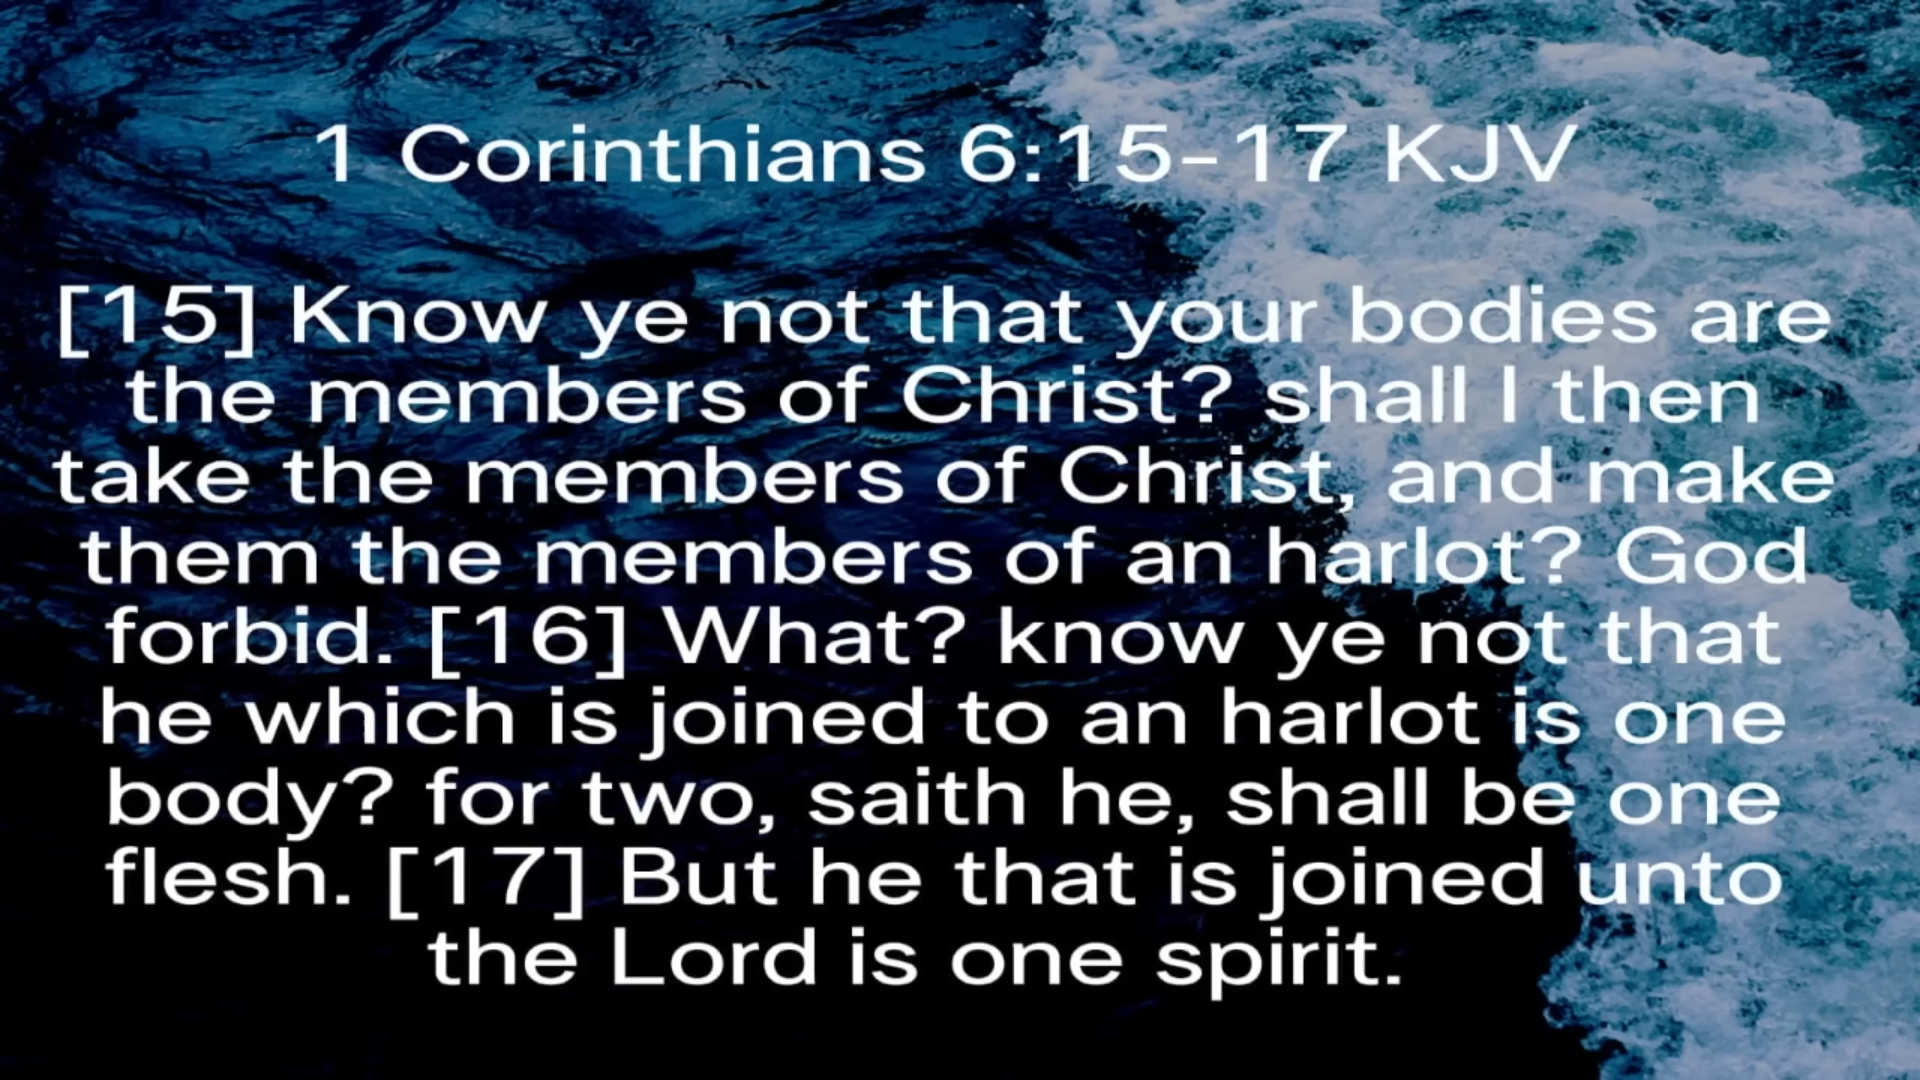 1 Corinthians 6:15-17 KJV
[15] Know ye not that your bodies are
the members of Christ? shall I then
take the members of Christ, and make
them the members of an harlot? God
forbid. [16] What? know ye not that
he which is joined to an harlot is one
body? for two, saith he, shall be one
flesh. [17] But he that is joined unto
the Lord is one spirit.